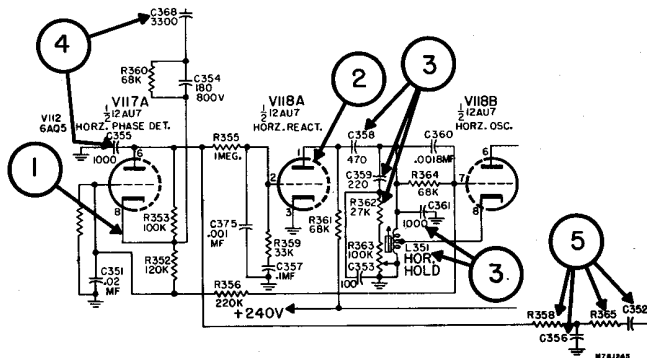 C368
3300
4
R360
68K
C354
180
800V
V117A
½ 12AU7
HORZ. PHASE DET.
V112
6AQ5
C355
1000
6
8
1
R353
100K
R352
120K
C351
.02
MF
R355
1MEG.
R356
220K
C375
.001
MF
V118A
½ 12AU7
HORZ. REACT.
2
2
3
R359
33K
C357
.1MF
R361
68K
+240V
3
C358
470
C359
220
R362
27K
R363
100K
C353
100
C360
.0018MF
R364
68K
C361
1000
L351
HOR.
HOLD
3
V118B
½ 12AU7
HORZ. OSC.
6
7
8
5
R358
C356
R365
C352